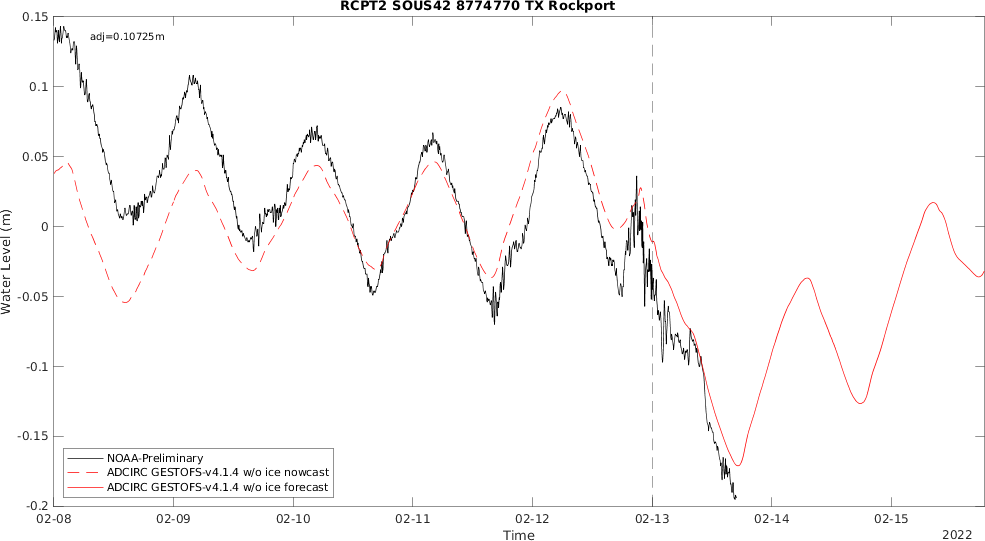 RCPT2 SOUS42 8774770 TX Rockport
adj=0.10725m
0.15
0.1
0.05
0
-0.05
-0.1
-0.15
-0.2
Water Level (m)
NOAA-Preliminary
ADCIRC GESTOFS-v4.1.4 w/o ice nowcast
ADCIRC GESTOFS-v4.1.4 w/o ice forecast
02-08 02-09 02-10 02-11 02-12 02-13 02-14 02-15
Time
2022